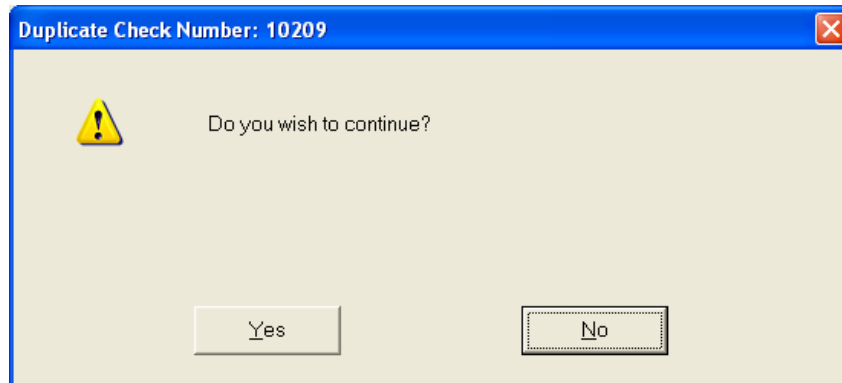 Duplicate Check Number: 10209
Do you wish to continue?
Yes
No